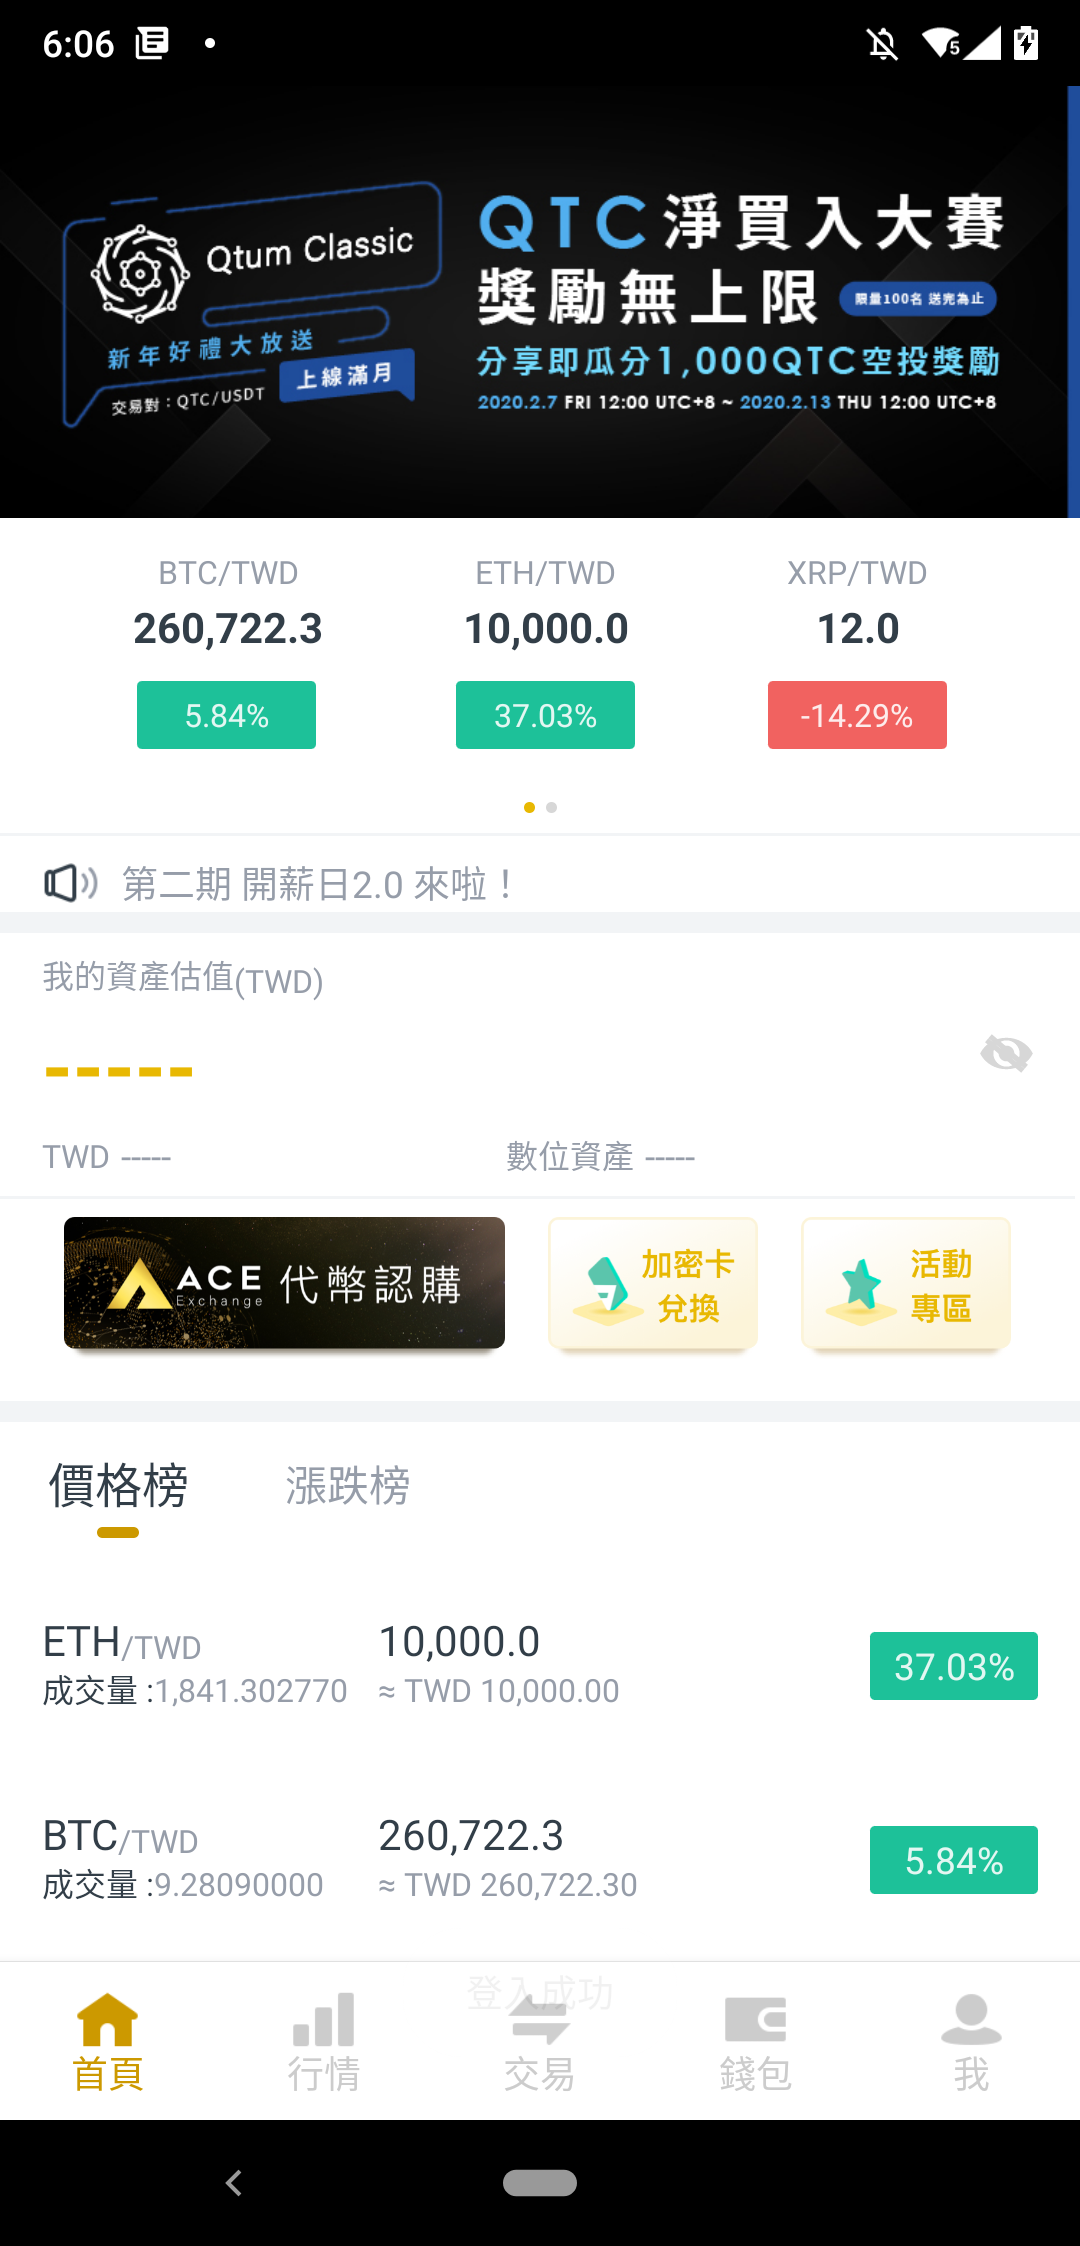 6:06
5
Qtum Classic
新年好禮大放送
上線滿月
交易對：QTC/USDT
QTC淨買入大賽
獎勵無上限 限量100名 送完為止
分享即瓜分1,000QTC空投獎勵
2020.2.7 FRI 12:00 UTC+8 ~ 2020.2.13 THU 12:00 UTC+8
BTC/TWD ETH/TWD XRP/TWD
260,722.3 10,000.0 12.0
5.84% 37.03% -14.29%
第二期 開薪日2.0 來啦！
我的資產估值(TWD)
-----
TWD ----- 數位資產 -----
ACE Exchange 代幣認購
加密卡
兌換
活動
專區
價格榜 漲跌榜
ETH/TWD 10,000.0
37.03%
成交量 :1,841.302770 ≈ TWD 10,000.00
BTC/TWD 260,722.3
5.84%
成交量 :9.28090000 ≈ TWD 260,722.30
登入成功
首頁 行情 交易 錢包 我